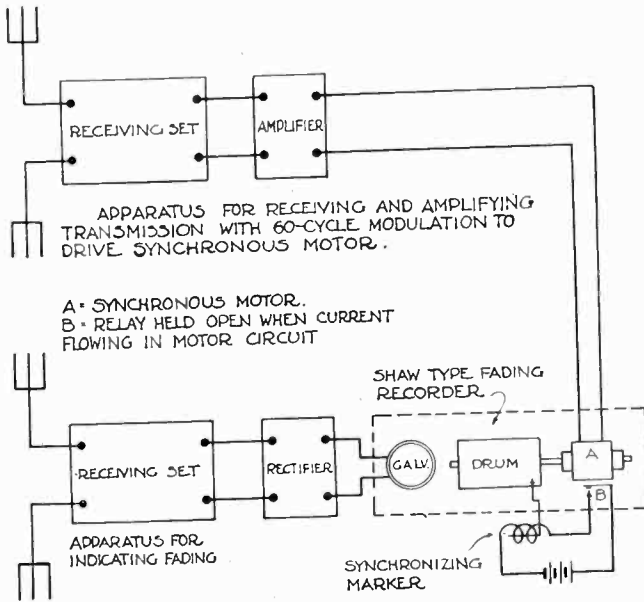 RECEIVING SET
AMPLIFIER
APPARATUS FOR RECEIVING AND AMPLIFYING
TRANSMISSION WITH 60-CYCLE MODULATION TO
DRIVE SYNCHRONOUS MOTOR.
A = SYNCHRONOUS MOTOR.
B = RELAY HELD OPEN WHEN CURRENT
FLOWING IN MOTOR CIRCUIT
SHAW TYPE FADING
RECORDER
RECEIVING SET
RECTIFIER
GALV.
DRUM
A
B
APPARATUS FOR
INDICATING FADING
SYNCHRONIZING
MARKER